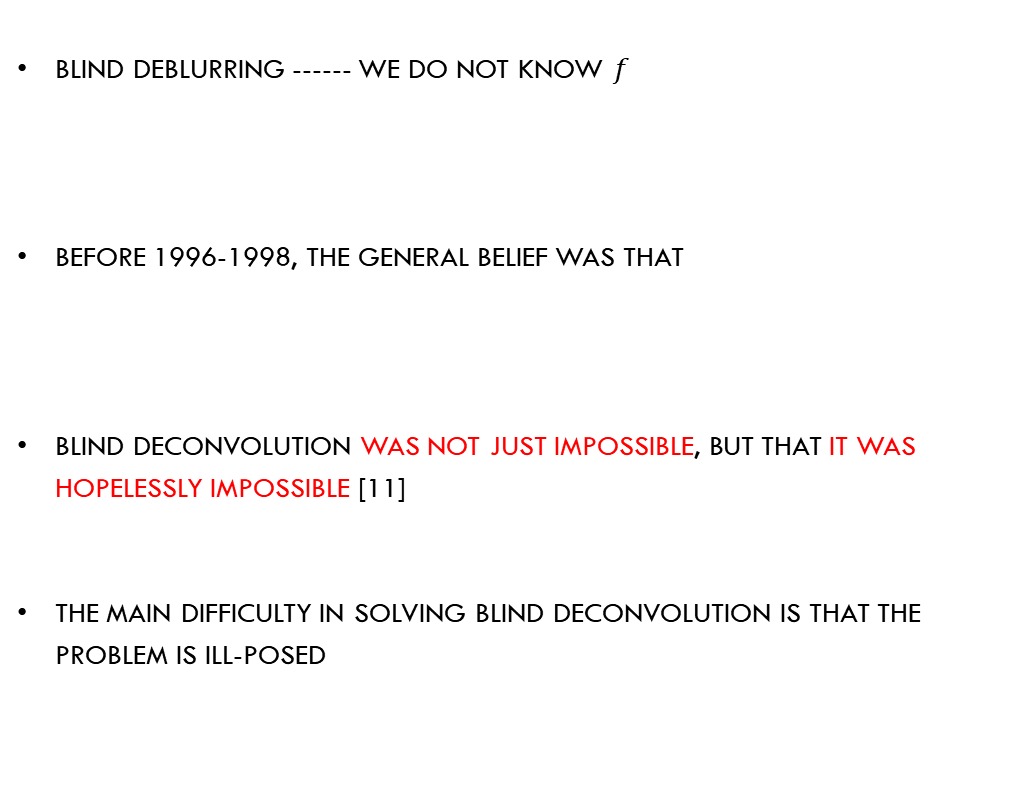 • BLIND DEBLURRING ------ WE DO NOT KNOW f
• BEFORE 1996-1998, THE GENERAL BELIEF WAS THAT
• BLIND DECONVOLUTION WAS NOT JUST IMPOSSIBLE, BUT THAT IT WAS
HOPELESSLY IMPOSSIBLE [11]
• THE MAIN DIFFICULTY IN SOLVING BLIND DECONVOLUTION IS THAT THE
PROBLEM IS ILL-POSED